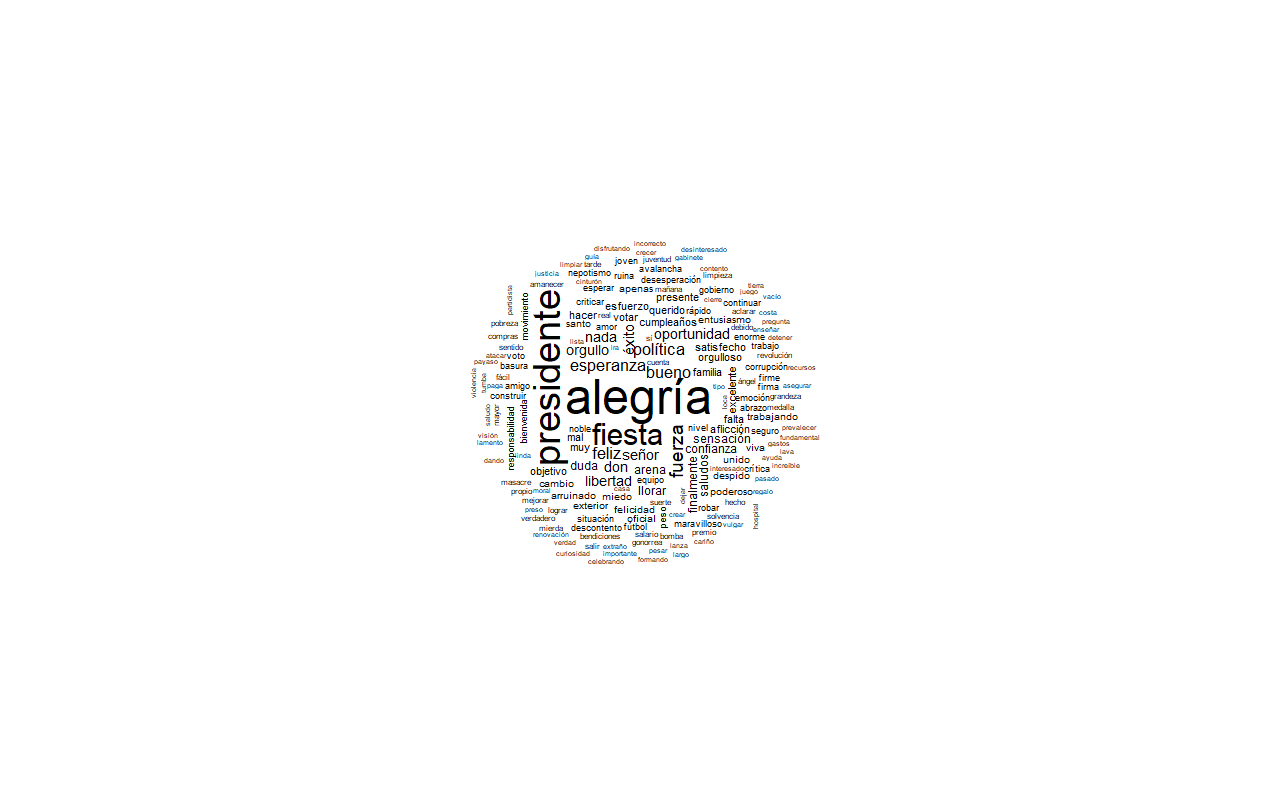 incorrecto
disfrutando
crecer
desinteresado
guía
joven
juventud
gabinete
limpiar
tarde
avalancha
contento
justicia
nepotismo
ruina
desesperación
limpieza
amanecer
cinturón
esperar
apenas
mañana
gobierno
tierra
juego
partidista
presidente
movimiento
criticar
esfuerzo
presente
cierre
continuar
vacío
hacer
real
votar
querido
rápido
aclarar
costa
pobreza
santo
amor
éxito
cumpleaños
entusiasmo
pregunta
debido
enseñar
compras
nada
si
oportunidad
enorme
detener
lista
ira
sentido
orgullo
política
satisfecho
trabajo
atacar
voto
orgulloso
revolución
payaso
basura
esperanza
cuenta
bueno
familia
corrupción
recursos
violencia
tumba
fácil
excelente
ángel
firme
paga
amigo
alegría
tipo
firma
asegurar
construir
loca
emoción
grandeza
saludo
mayor
abrazo
medalla
responsabilidad
bienvenida
falta
trabajando
noble
fiesta
fuerza
nivel
aflicción
seguro
prevalecer
visión
mal
sensación
fundamental
lamento
muy
confianza
viva
gastos
linda
feliz
señor
lava
dando
duda
don
arena
finalmente
saludos
unido
ayuda
objetivo
interesado
crítica
increíble
masacre
cambio
libertad
equipo
despido
pasado
propio
moral
casa
llorar
dejar
poderoso
regalo
mejorar
arruinado
miedo
suerte
hecho
preso
lograr
exterior
felicidad
peso
robar
hospital
verdadero
situación
oficial
crear
solvencia
mierda
descontento
fútbol
maravilloso
vulgar
renovación
bendiciones
salario
bomba
premio
verdad
salir
extraño
gonorrea
lanza
cariño
curiosidad
importante
pesar
largo
celebrando
formando